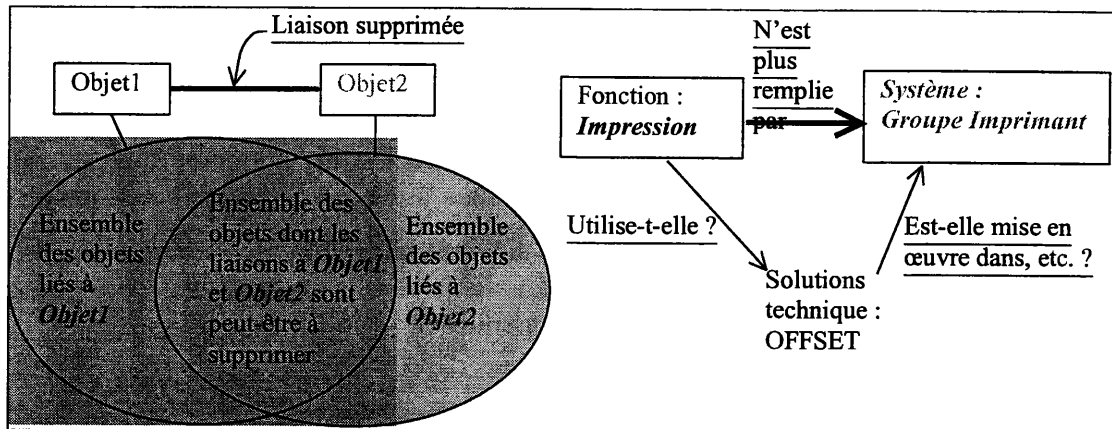 Liaison supprimée
Objet1
Objet2
Ensemble
des objets
liés à
Objet1
Ensemble des
objets dont les
liaisons à Objet1
et Objet2 sont
peut-être à
supprimer
Ensemble
des objets
liés à
Objet2
Fonction :
Impression
N'est
plus
remplie
par
Système :
Groupe Imprimant
Utilise-t-elle ?
Est-elle mise en
œuvre dans, etc. ?
Solutions
technique :
OFFSET